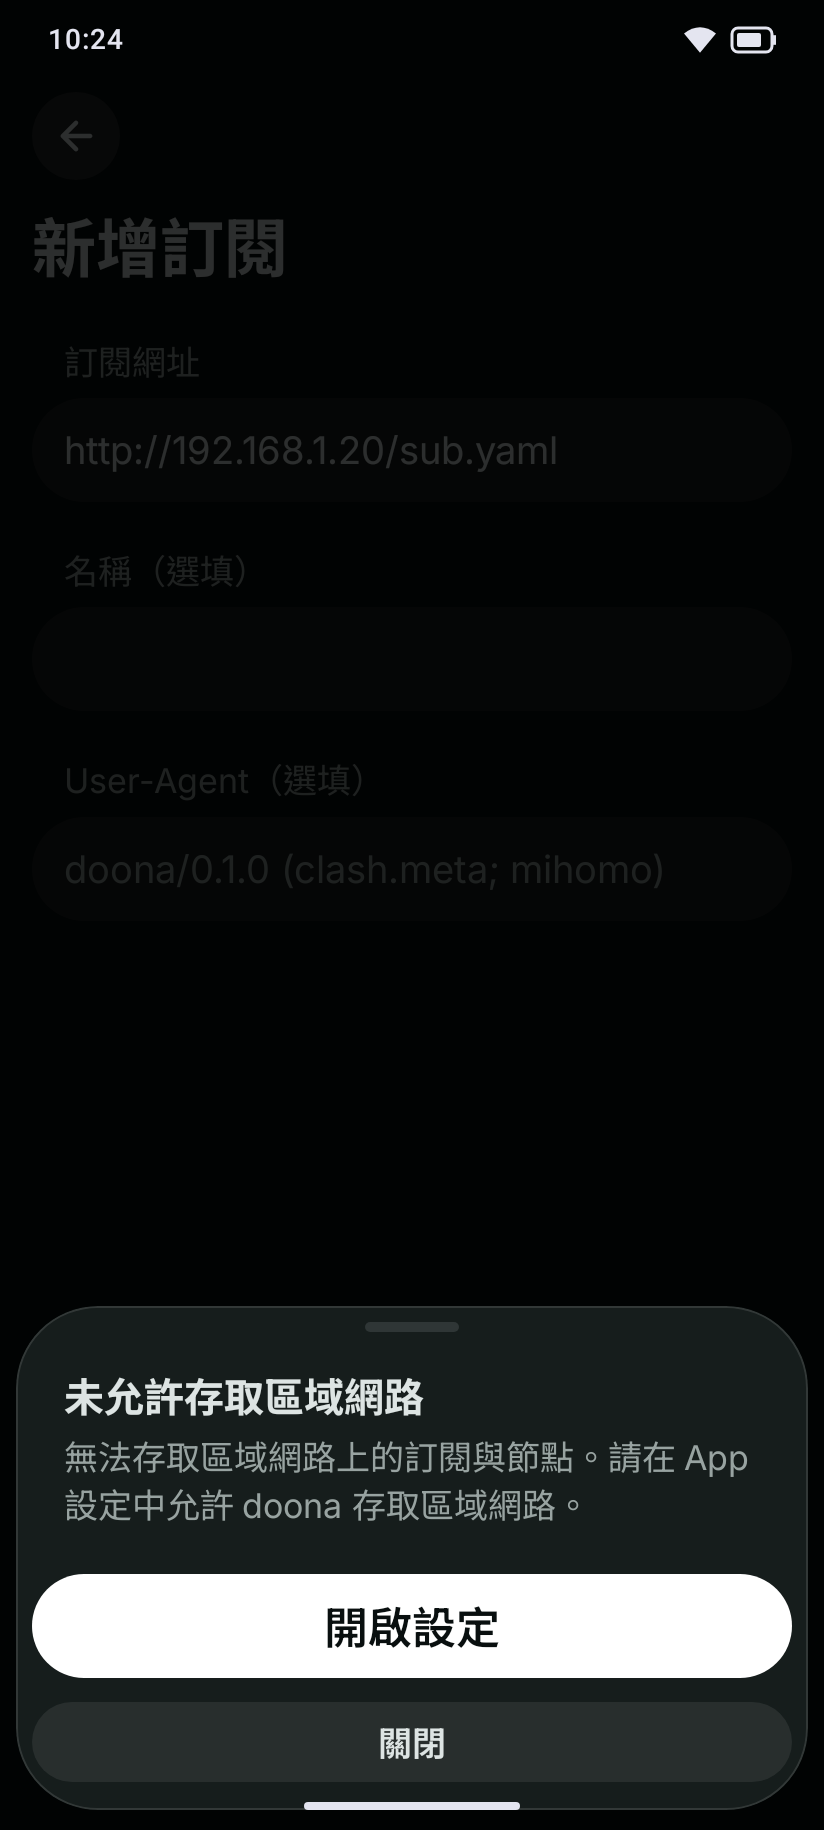 10:24
新增訂閱
訂閱網址
http://192.168.1.20/sub.yaml
名稱（選填）
User-Agent（選填）
doona/0.1.0 (clash.meta; mihomo)
未允許存取區域網路
無法存取區域網路上的訂閱與節點。請在 App
設定中允許 doona 存取區域網路。
開啟設定
關閉